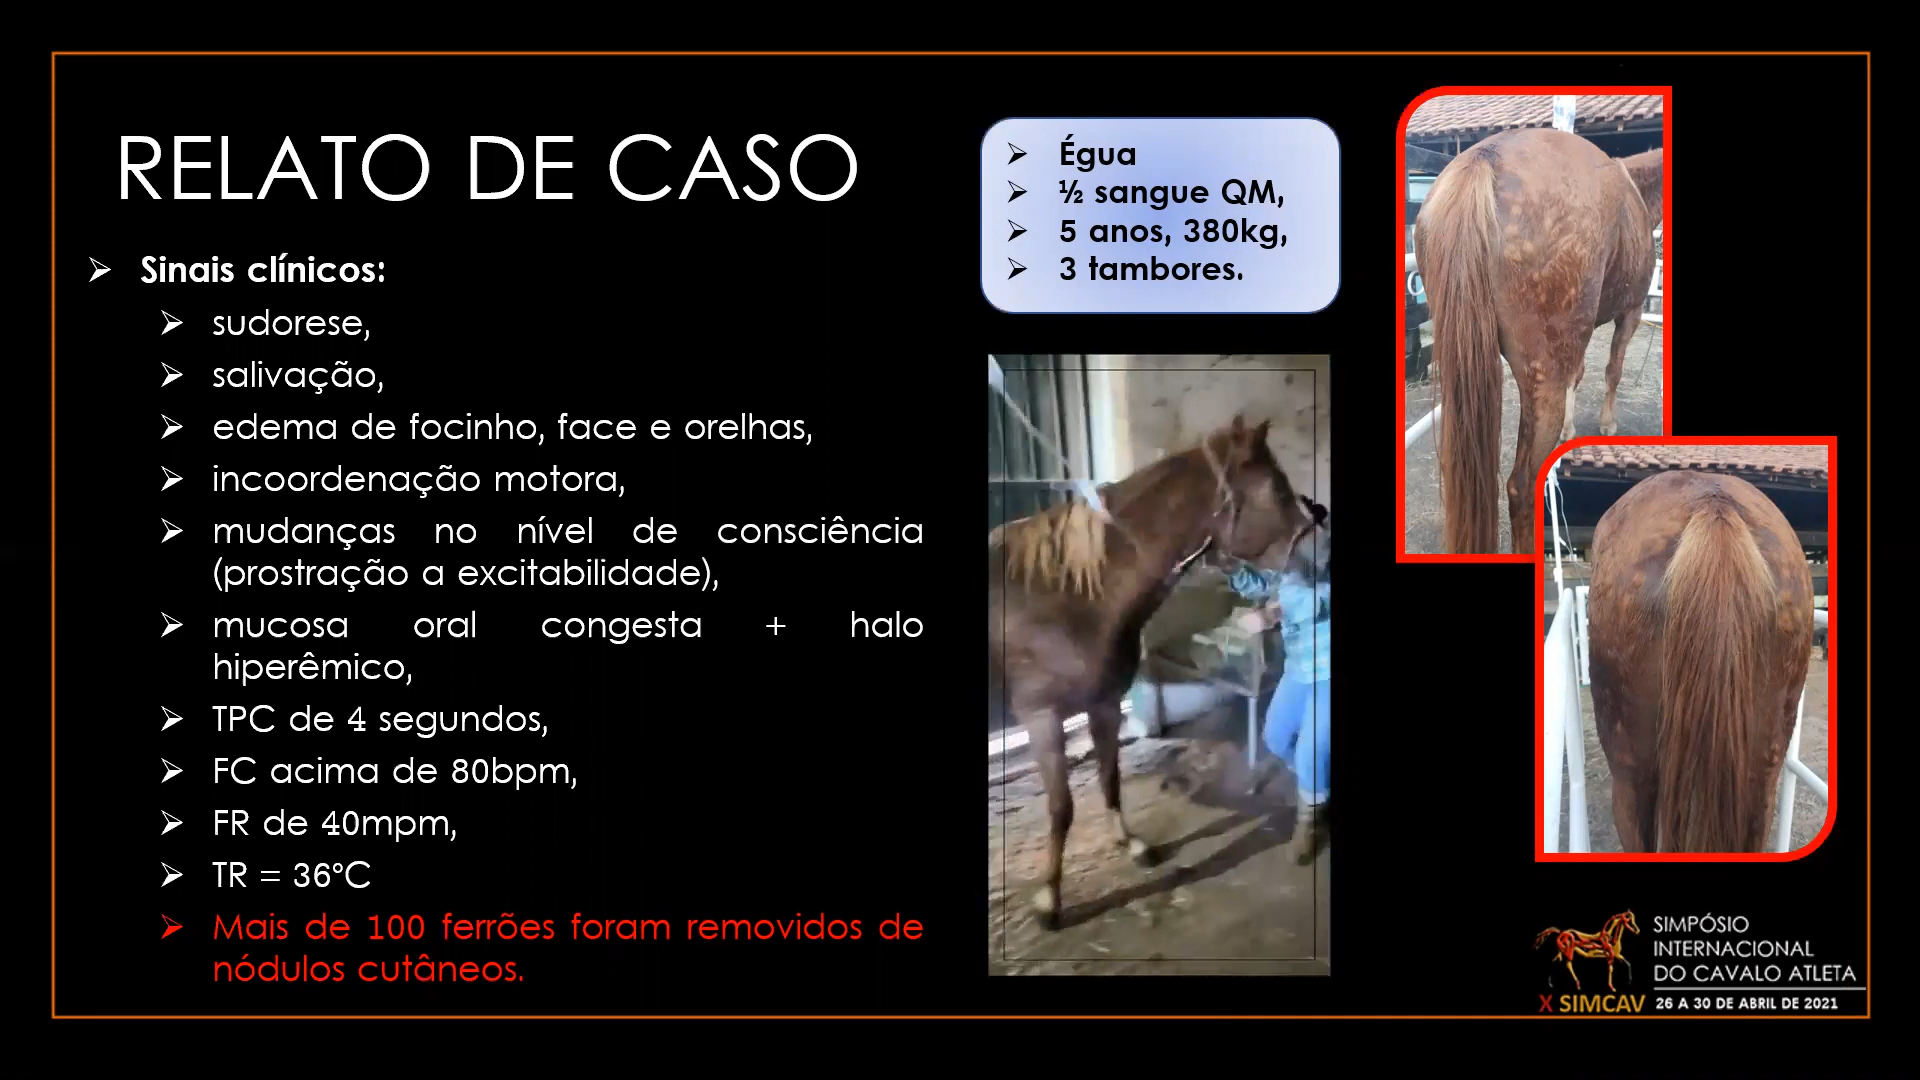 RELATO DE CASO
Sinais clínicos:
sudorese,
salivação,
edema de focinho, face e orelhas,
incoordenação motora,
mudanças no nível de consciência
(prostração a excitabilidade),
mucosa oral congesta + halo
hiperêmico,
TPC de 4 segundos,
FC acima de 80bpm,
FR de 40mpm,
TR = 36ºC
Mais de 100 ferrões foram removidos de
nódulos cutâneos.
Égua
½ sangue QM,
5 anos, 380kg,
3 tambores.
SIMPÓSIO
INTERNACIONAL
DO CAVALO ATLETA
X SIMCAV 26 A 30 DE ABRIL DE 2021